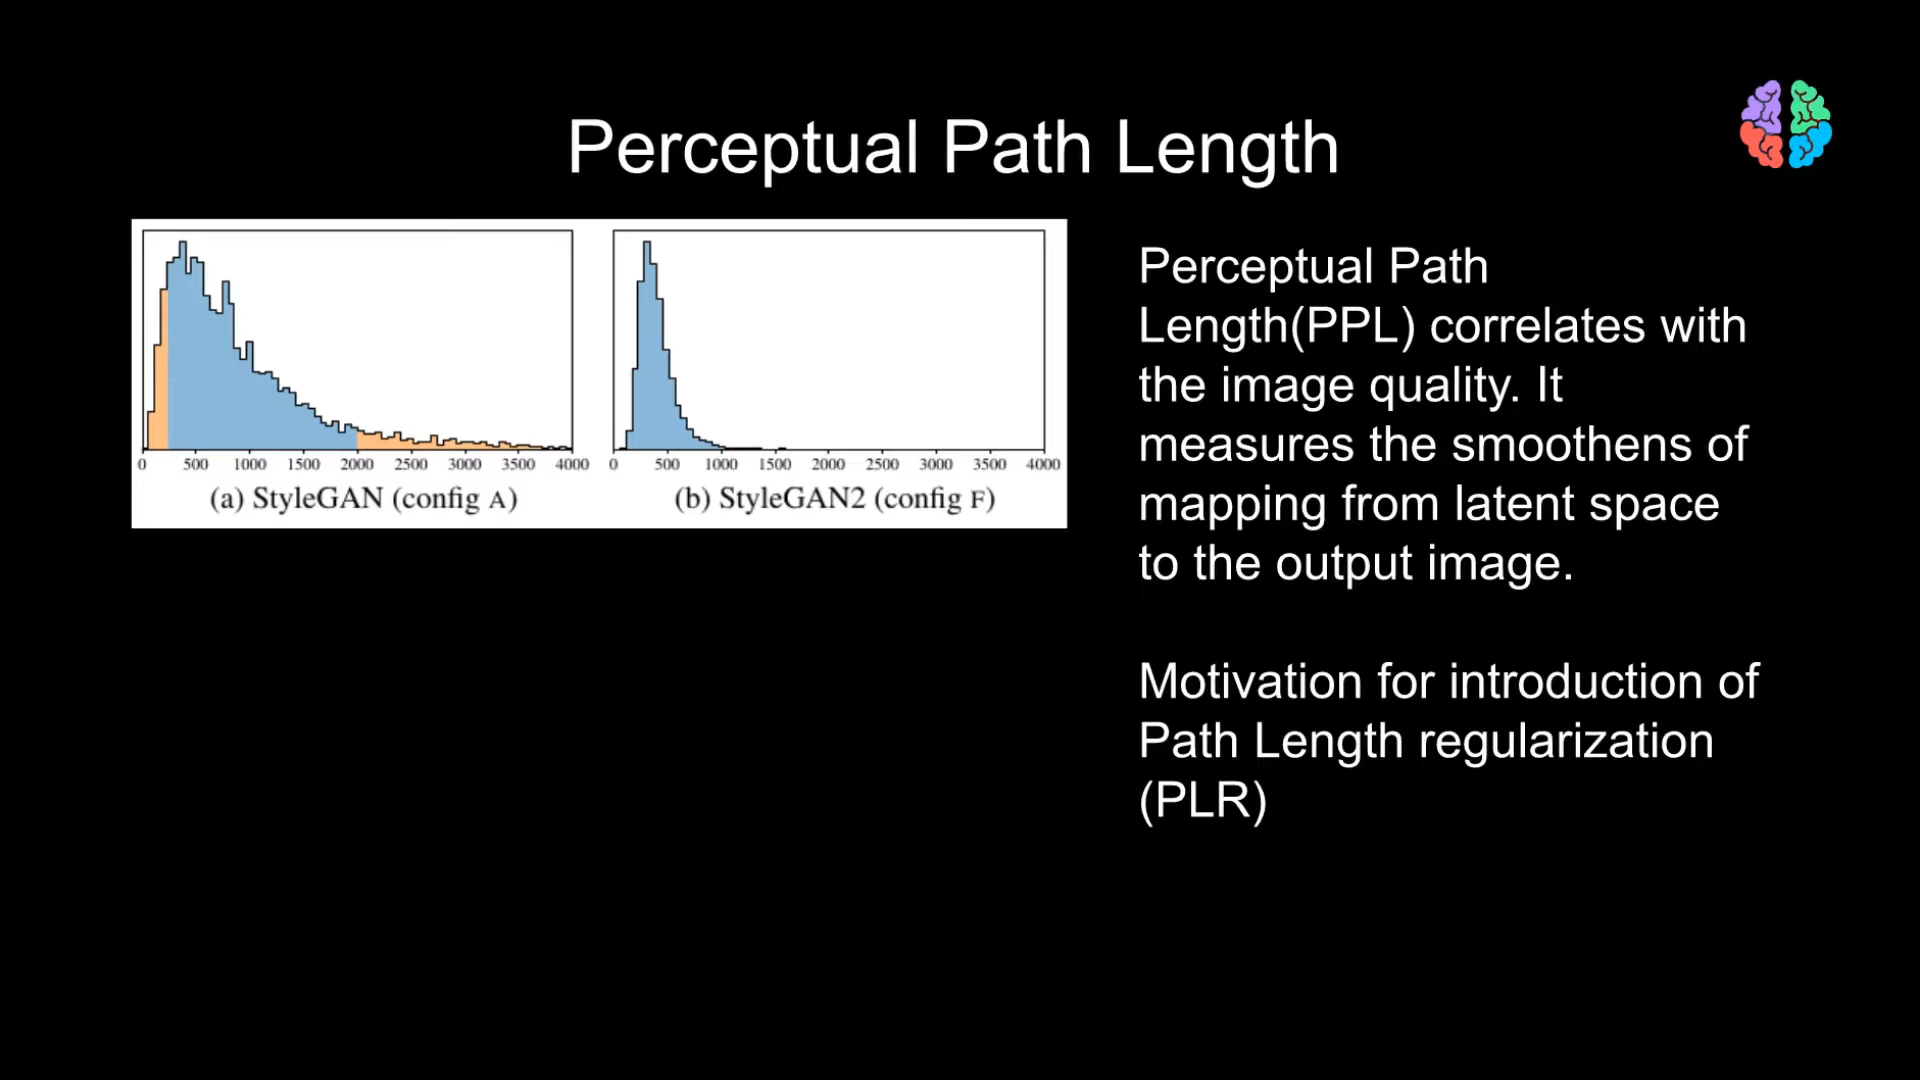 Perceptual Path Length
0 500 1000 1500 2000 2500 3000 3500 4000
(a) StyleGAN (config A)
0 500 1000 1500 2000 2500 3000 3500 4000
(b) StyleGAN2 (config F)
Perceptual Path
Length(PPL) correlates with
the image quality. It
measures the smoothens of
mapping from latent space
to the output image.
Motivation for introduction of
Path Length regularization
(PLR)